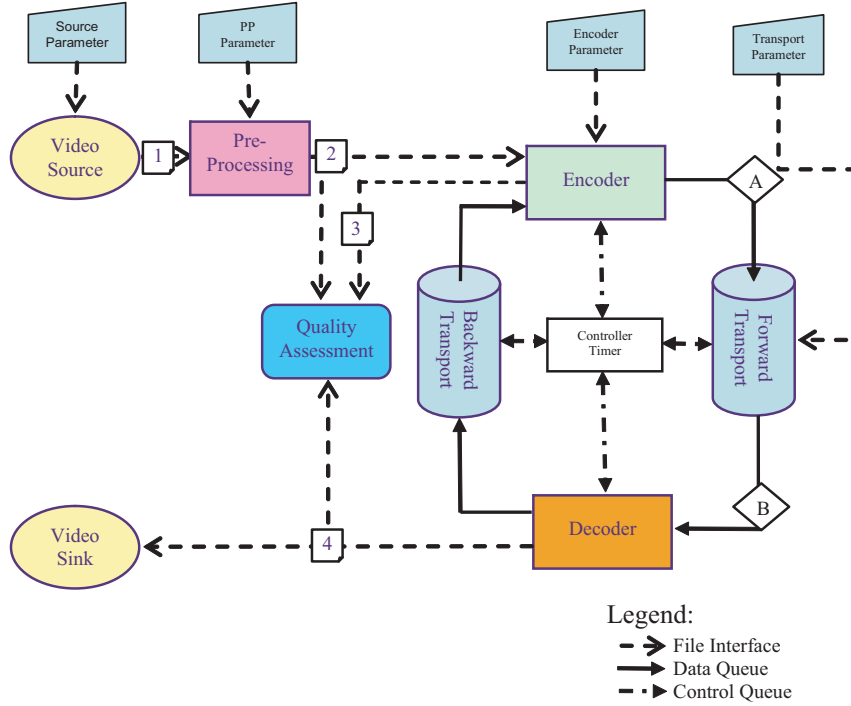 Source
Parameter
PP
Parameter
Encoder
Parameter
Transport
Parameter
Video
Source
1
Pre-
Processing
2
Encoder
A
3
Quality
Assessment
Backward
Transport
Controller
Timer
Forward
Transport
Video
Sink
4
Decoder
B
Legend:
File Interface
Data Queue
Control Queue